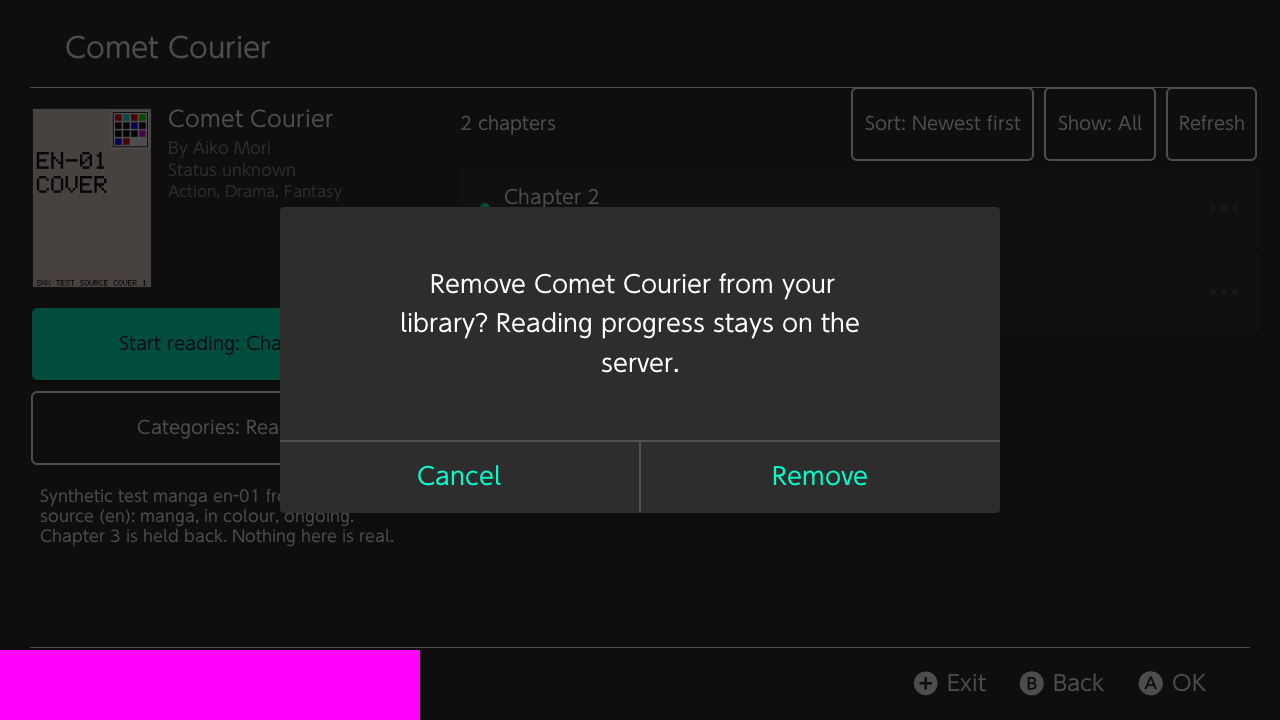 Comet Courier
EN-01
COVER
SNK TEST SOURCE COVER 1
Comet Courier
By Aiko Mori
Status unknown
Action, Drama, Fantasy
2 chapters
Sort: Newest first
Show: All
Refresh
Chapter 2
Start reading: Cha
Categories: Rea
Synthetic test manga en-01 fro
source (en): manga, in colour, ongoing.
Chapter 3 is held back. Nothing here is real.
Remove Comet Courier from your
library? Reading progress stays on the
server.
Cancel
Remove
Exit
B Back
A OK